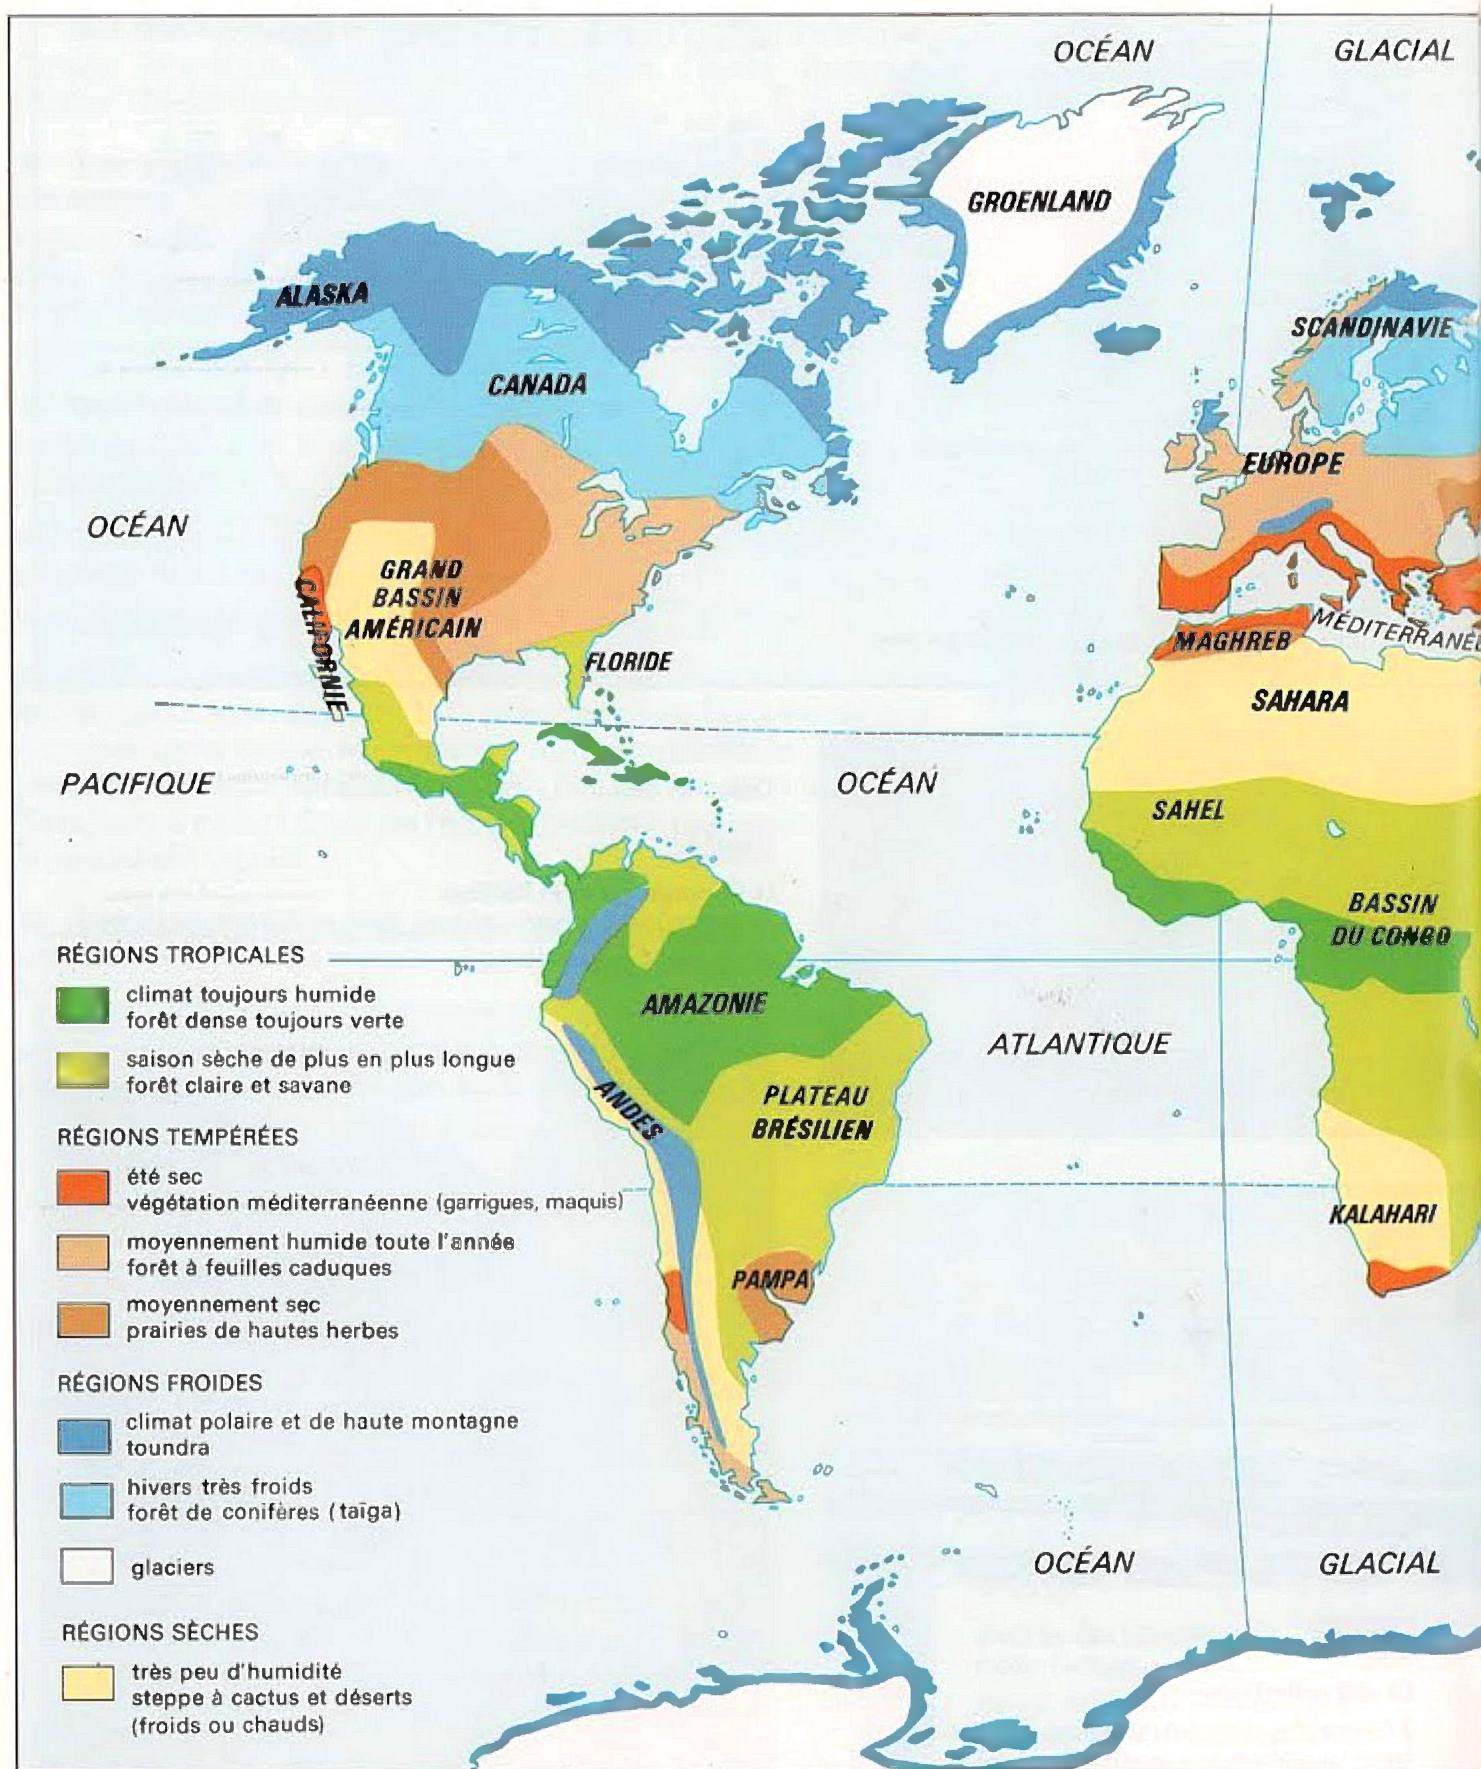 OCÉAN GLACIAL
GROENLAND
ALASKA
SCANDINAVIE
CANADA
EUROPE
OCÉAN
GRAND
BASSIN
AMÉRICAIN
CALIFORNIE
FLORIDE
MAGHREB
MÉDITERRANÉE
SAHARA
PACIFIQUE
OCÉAN
SAHEL
BASSIN
DU CONGO
AMAZONIE
ATLANTIQUE
ANDES
PLATEAU
BRÉSILIEN
KALAHARI
PAMPA
OCÉAN GLACIAL
RÉGIONS TROPICALES
climat toujours humide
forêt dense toujours verte
saison sèche de plus en plus longue
forêt claire et savane
RÉGIONS TEMPÉRÉES
été sec
végétation méditerranéenne (garrigues, maquis)
moyennement humide toute l'année
forêt à feuilles caduques
moyennement sec
prairies de hautes herbes
RÉGIONS FROIDES
climat polaire et de haute montagne
toundra
hivers très froids
forêt de conifères (taïga)
glaciers
RÉGIONS SÈCHES
très peu d'humidité
steppe à cactus et déserts
(froids ou chauds)